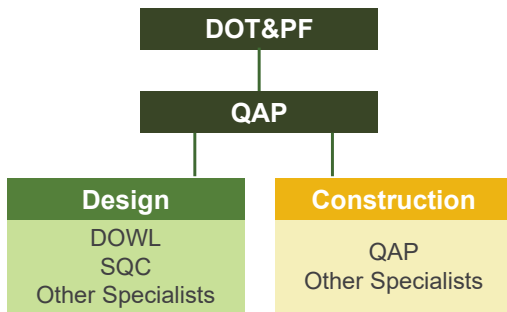 DOT&PF
QAP
Design
DOWL
SQC
Other Specialists
Construction
QAP
Other Specialists